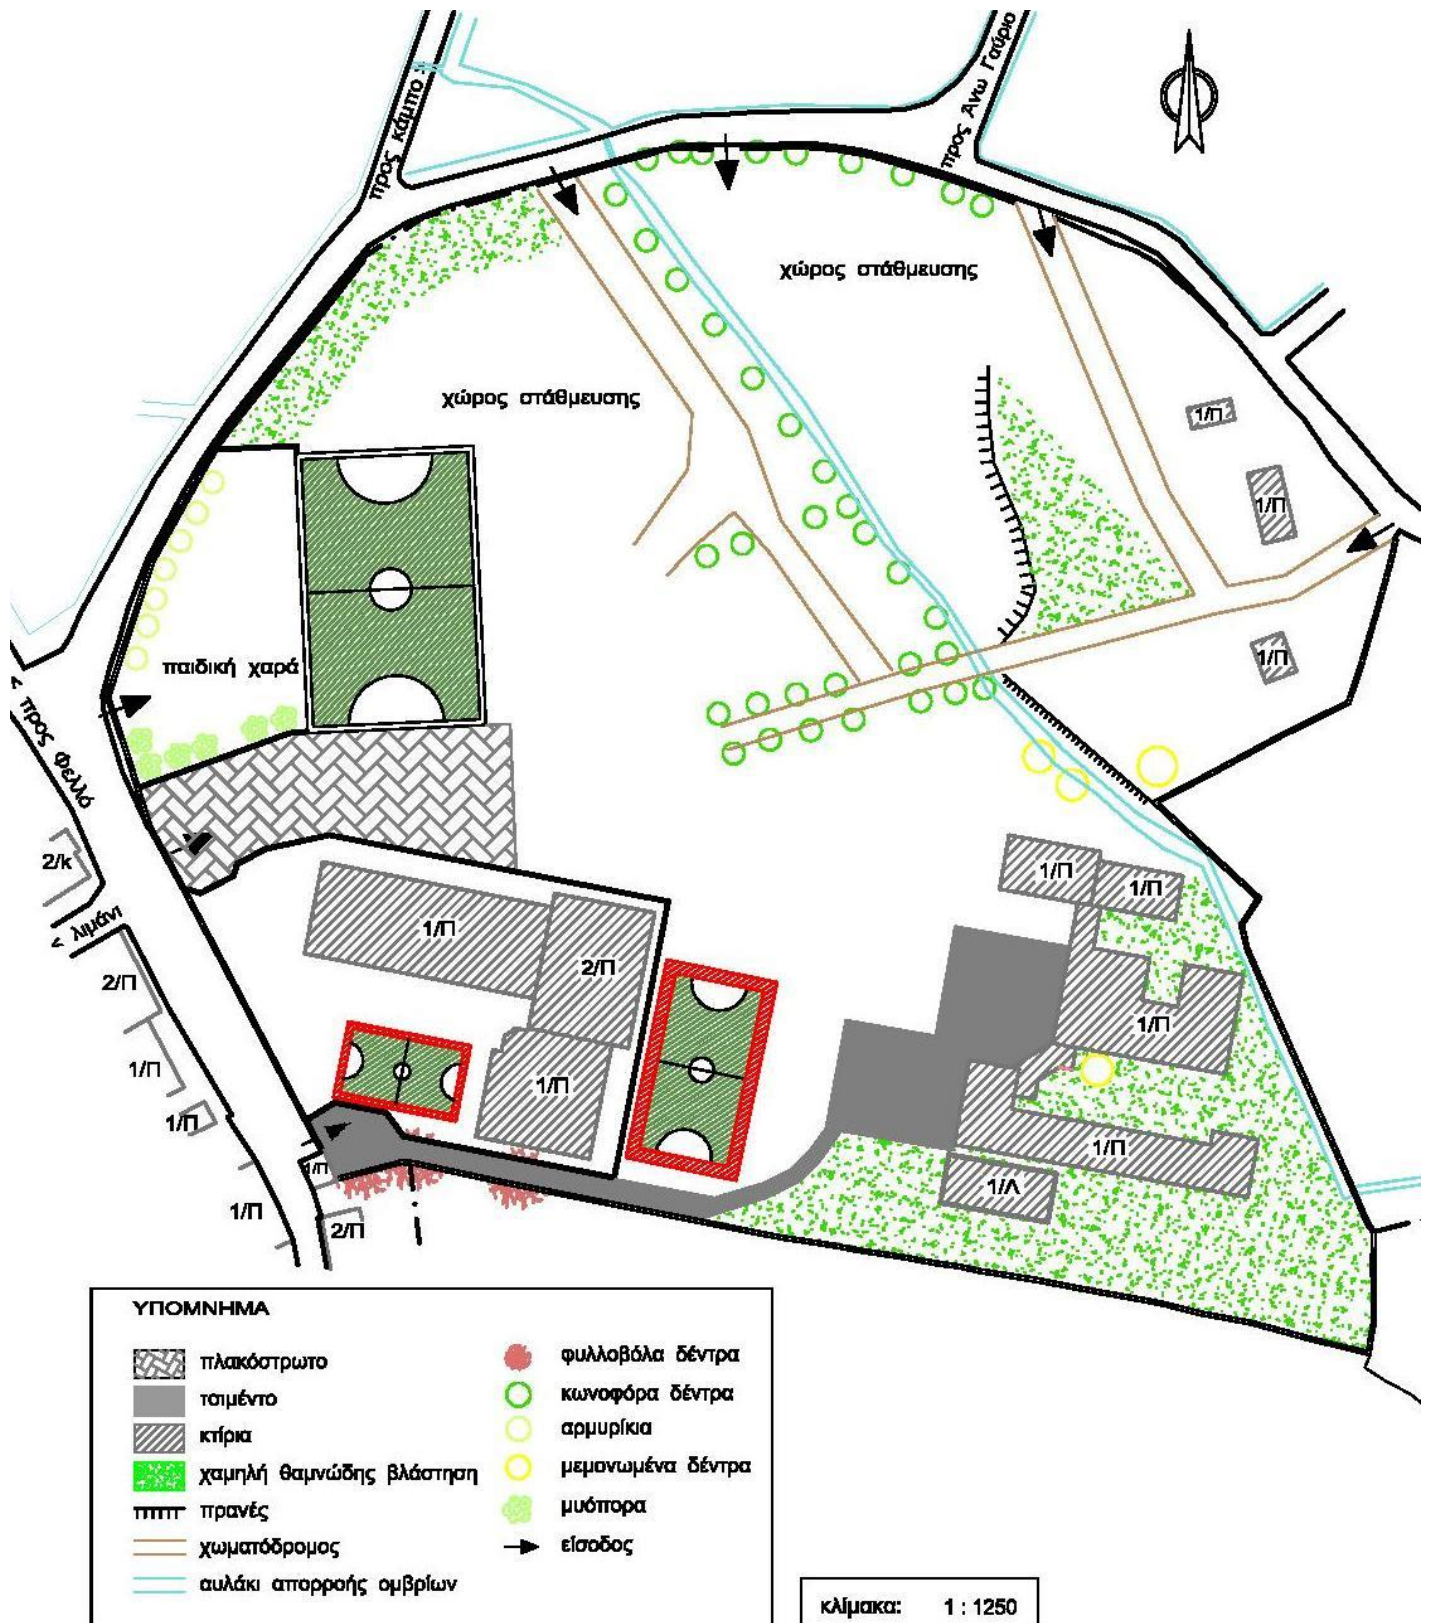 προς κάμπο >
προς Άνω Γαύριο
χώρος στάθμευσης
χώρος στάθμευσης
1/Π
1/Π
1/Π
παιδική χαρά
< προς Φελλό
2/k
< λιμάνι
2/Π
1/Π
1/Π
1/Π
1/Π
2/Π
1/Π
2/Π
1/Π
1/Π
1/Π
1/Π
1/Π
1/Λ
ΥΠΟΜΝΗΜΑ
πλακόστρωτο
τσιμέντο
κτίρια
χαμηλή θαμνώδης βλάστηση
πρανές
χωματόδρομος
αυλάκι απορροής ομβρίων
φυλλοβόλα δέντρα
κωνοφόρα δέντρα
αρμυρίκια
μεμονωμένα δέντρα
μυόπορα
είσοδος
κλίμακα: 1 : 1250